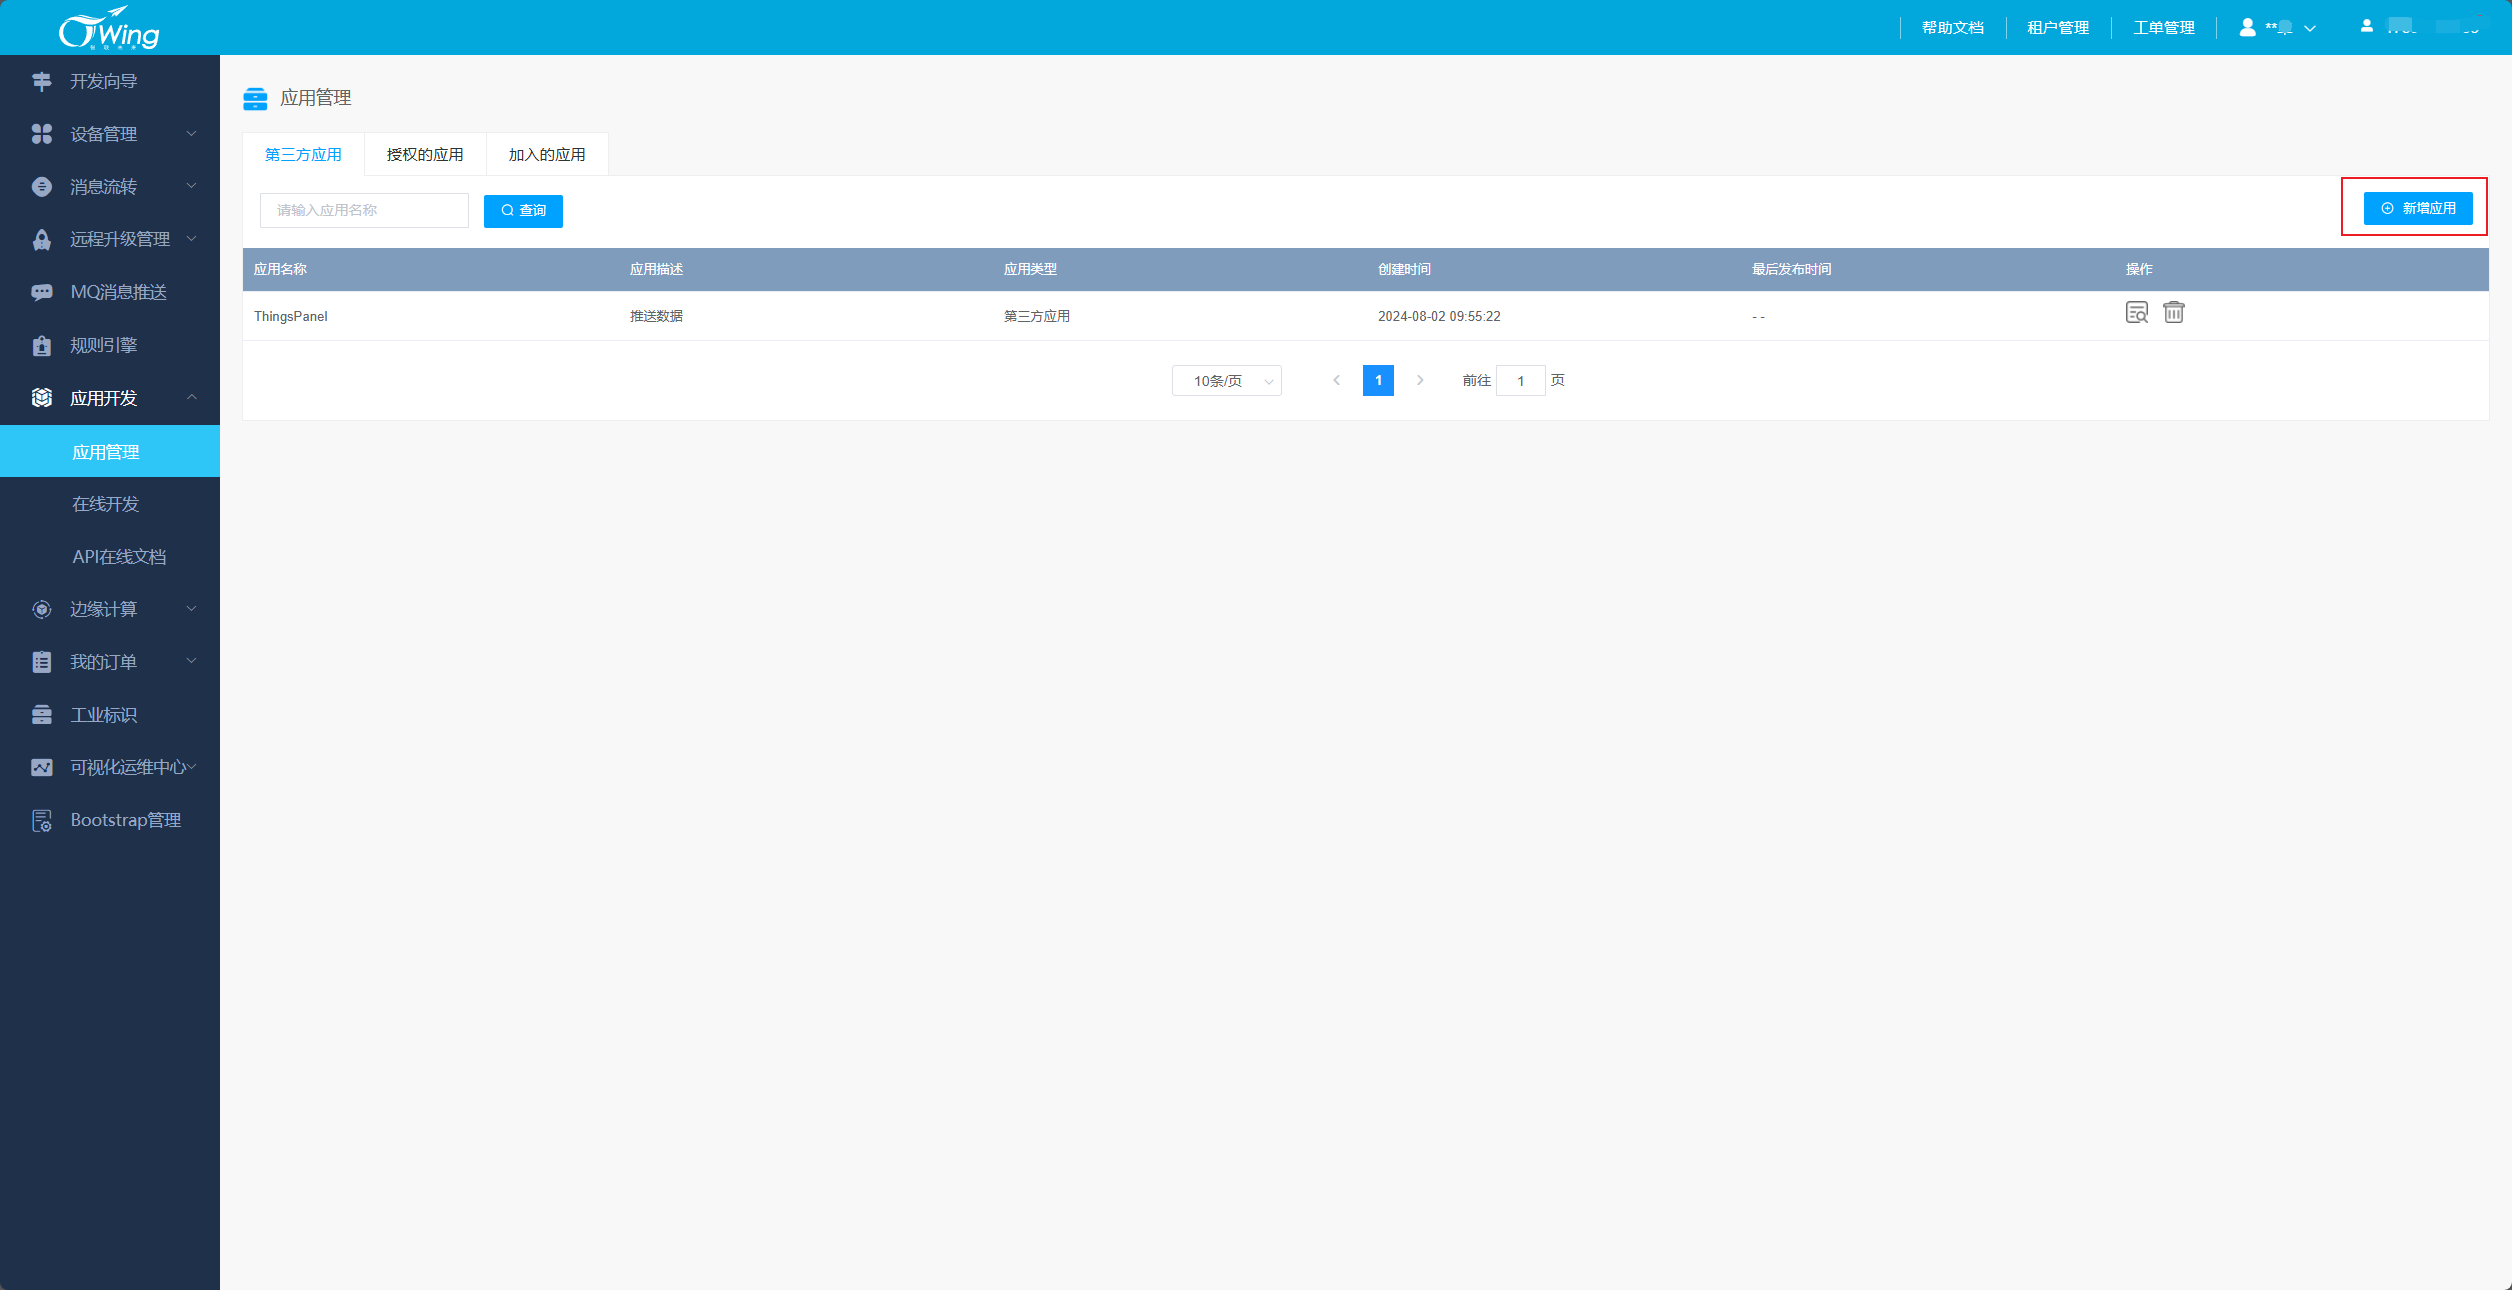 Wing
帮助文档
租户管理
工单管理
**
开发向导
设备管理
消息流转
远程升级管理
MQ消息推送
规则引擎
应用开发
应用管理
在线开发
API在线文档
边缘计算
我的订单
工业标识
可视化运维中心
Bootstrap管理
应用管理
第三方应用 授权的应用 加入的应用
请输入应用名称 查询 新增应用
应用名称 应用描述 应用类型 创建时间 最后发布时间 操作
ThingsPanel 推送数据 第三方应用 2024-08-02 09:55:22 - -
10条/页 1 前往 1 页